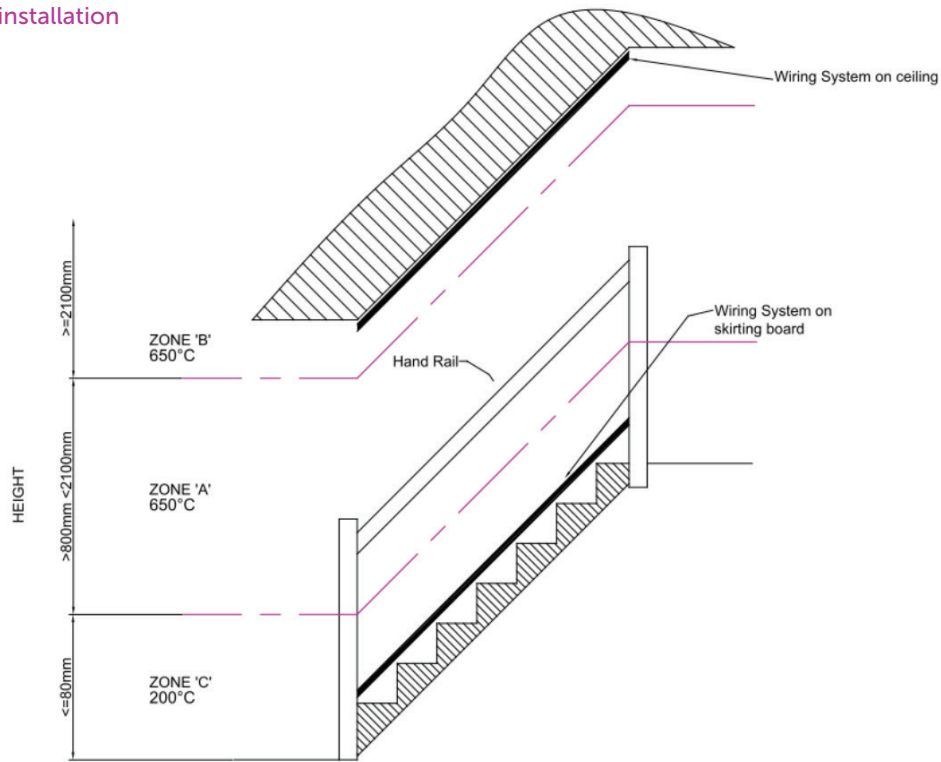 installation
Wiring System on ceiling
>=2100mm
ZONE 'B'
650°C
Wiring System on
skirting board
Hand Rail
HEIGHT
>800mm <2100mm
ZONE 'A'
650°C
<=80mm
ZONE 'C'
200°C